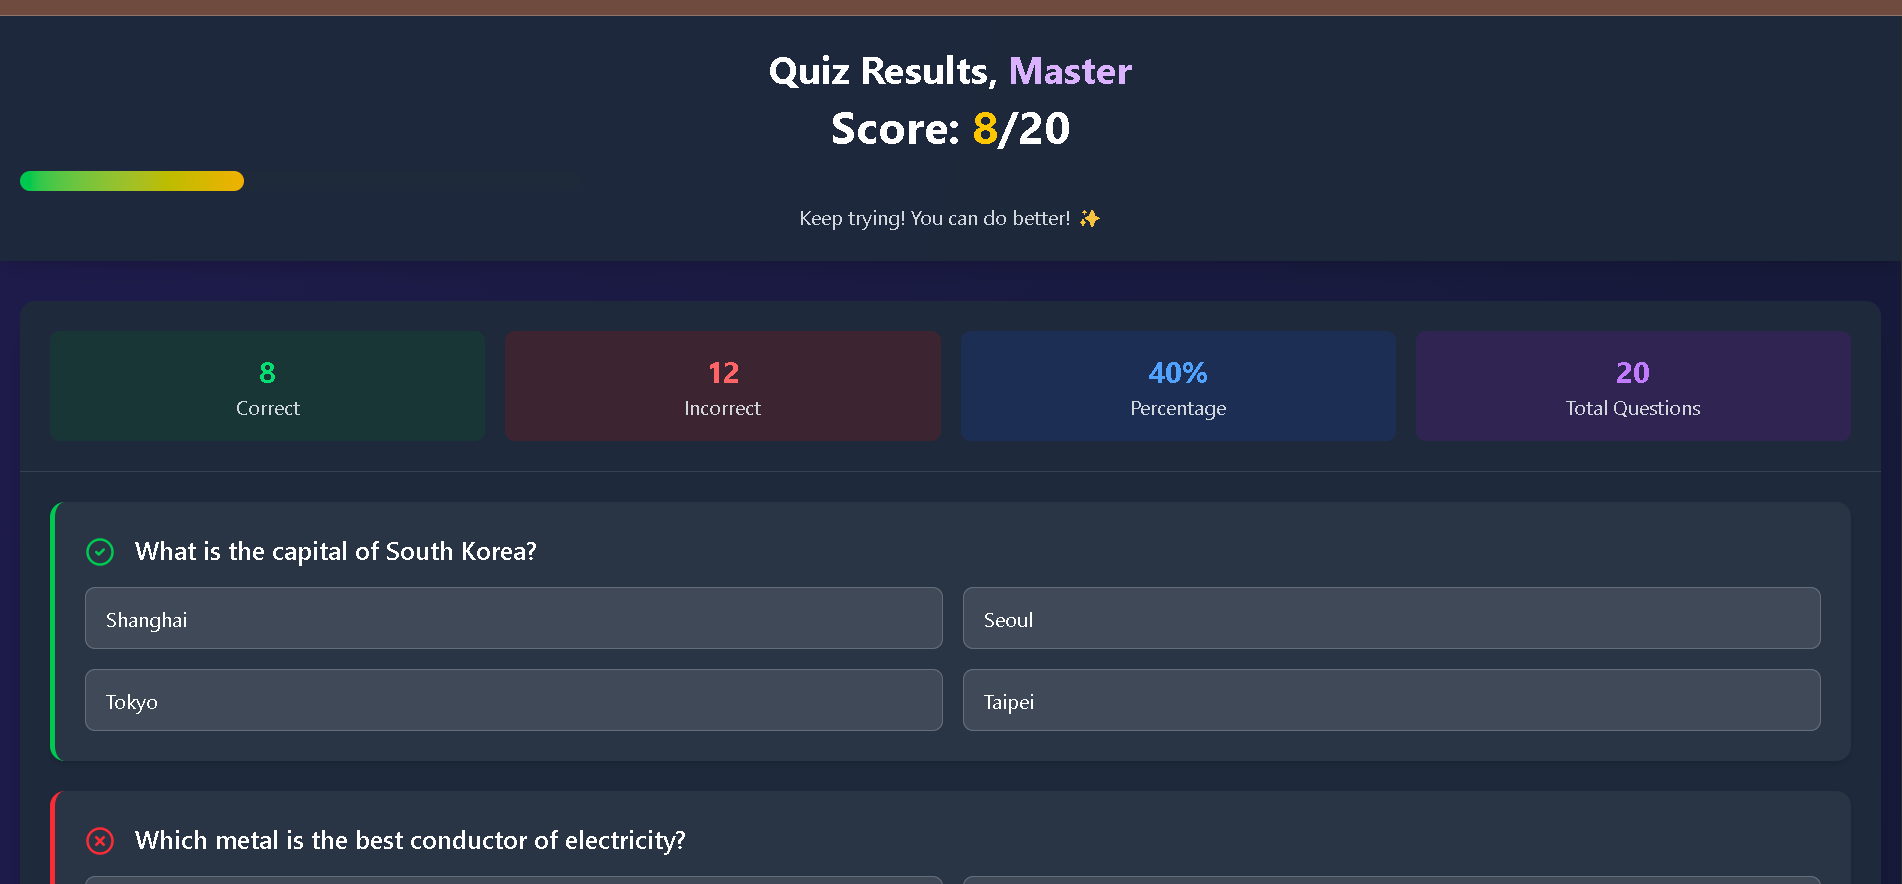 Quiz Results, Master
Score: 8/20
Keep trying! You can do better! ✨
8
Correct
12
Incorrect
40%
Percentage
20
Total Questions
What is the capital of South Korea?
Shanghai
Seoul
Tokyo
Taipei
Which metal is the best conductor of electricity?